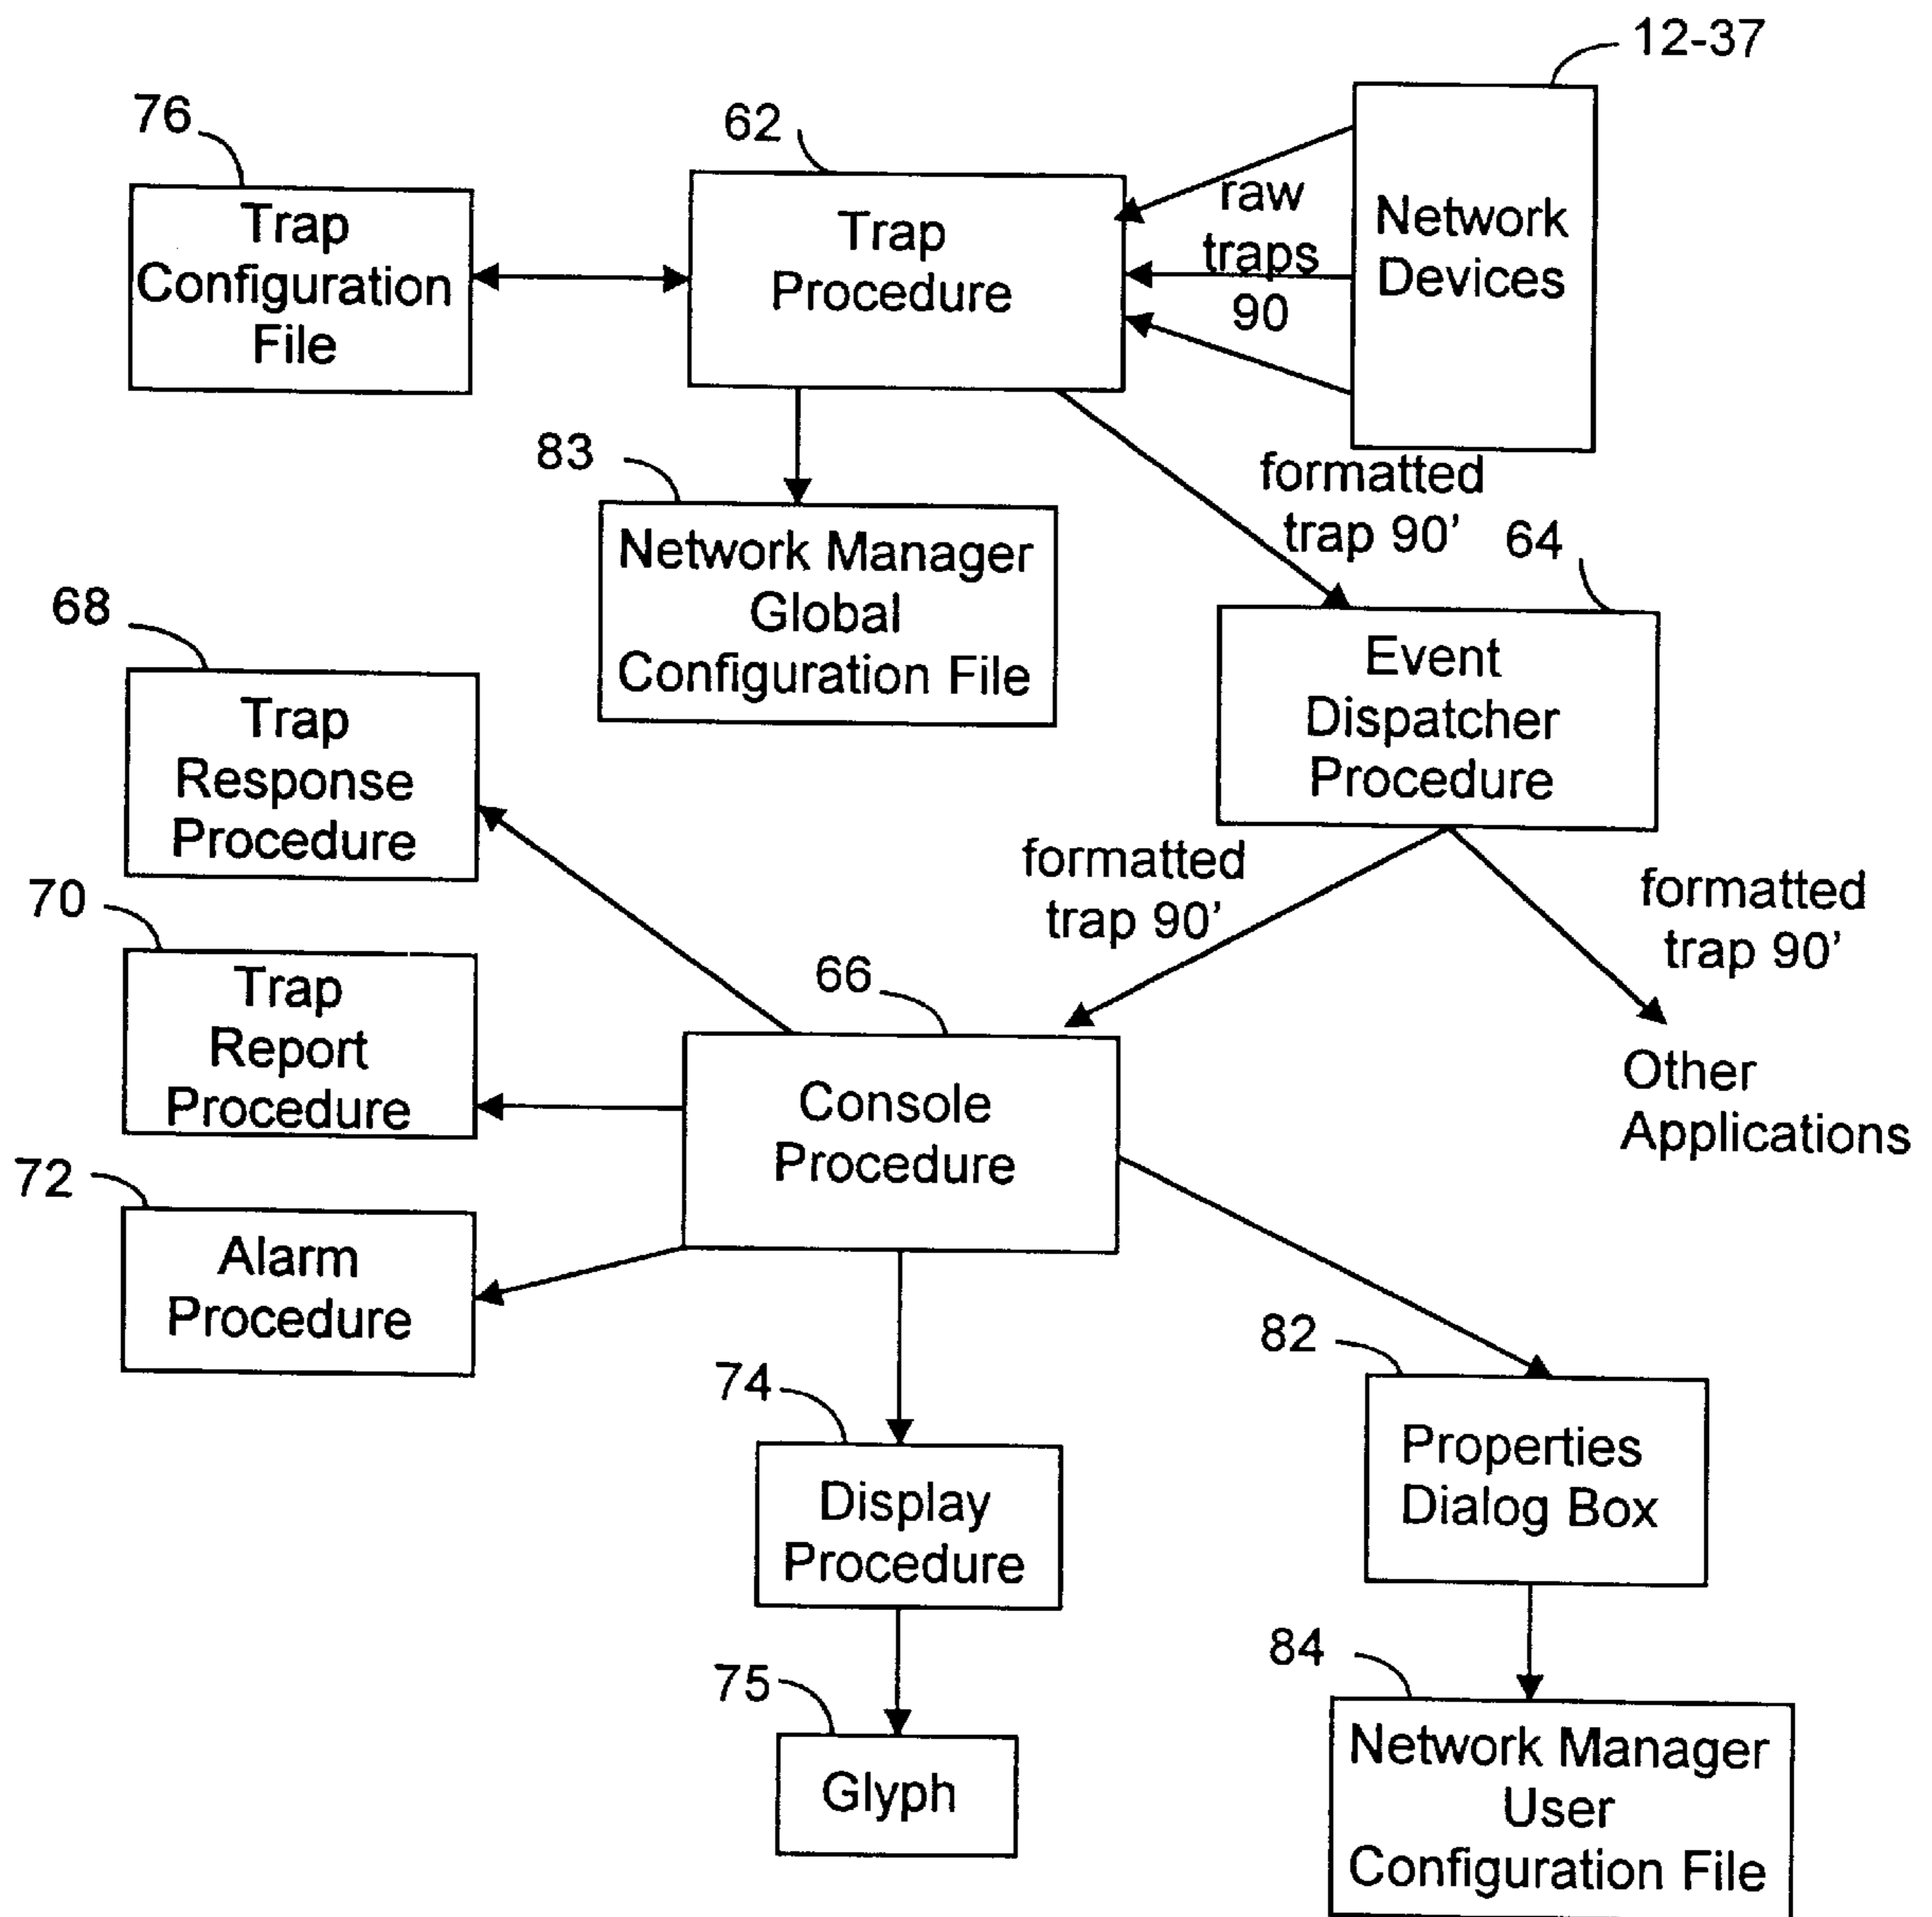 12-37
76
62
Trap
Configuration
File
Trap
Procedure
raw
traps
90
Network
Devices
83
formatted
trap 90’
64
Network Manager
Global
Configuration File
68
Event
Dispatcher
Procedure
Trap
Response
Procedure
formatted
trap 90’
formatted
trap 90’
70
66
Trap
Report
Procedure
Console
Procedure
Other
Applications
72
Alarm
Procedure
82
74
Properties
Dialog Box
Display
Procedure
84
75
Network Manager
User
Configuration File
Glyph